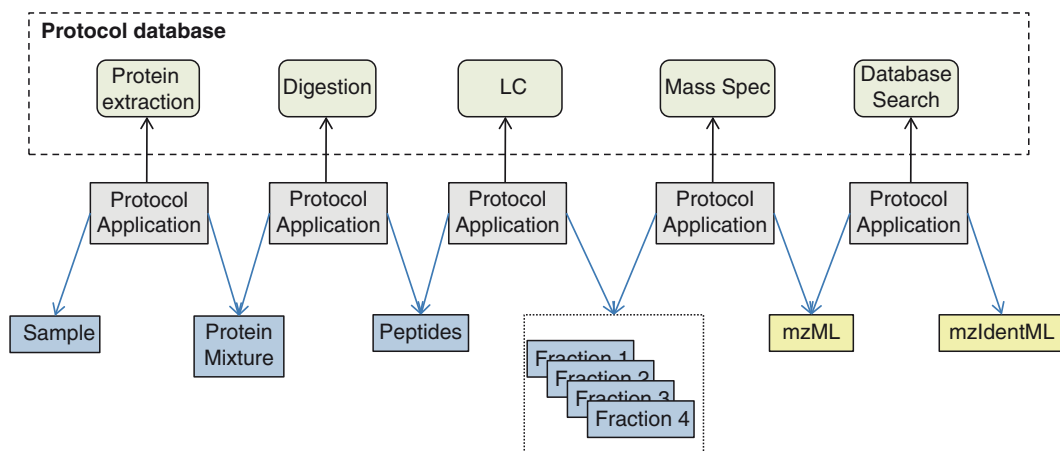 Protocol database
Protein
extraction
Digestion
LC
Mass Spec
Database
Search
Protocol
Application
Protocol
Application
Protocol
Application
Protocol
Application
Protocol
Application
Sample
Protein
Mixture
Peptides
Fraction 1
Fraction 2
Fraction 3
Fraction 4
mzML
mzIdentML